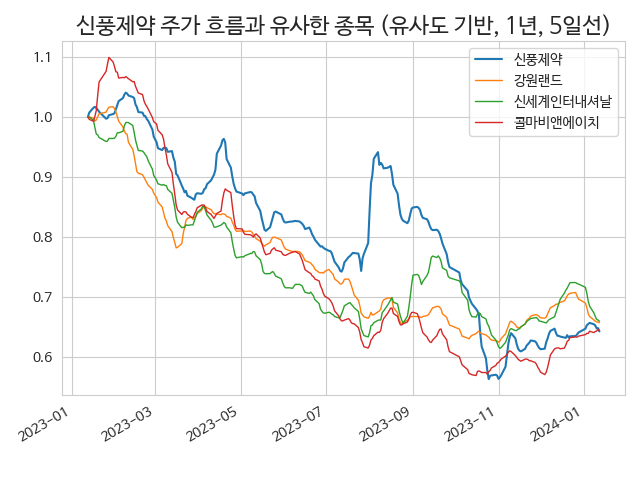 신풍제약 주가 흐름과 유사한 종목 (유사도 기반, 1년, 5일선)
신풍제약
강원랜드
신세계인터내셔날
콜마비앤에이치
1.1
1.0
0.9
0.8
0.7
0.6
2023-01
2023-03
2023-05
2023-07
2023-09
2023-11
2024-01